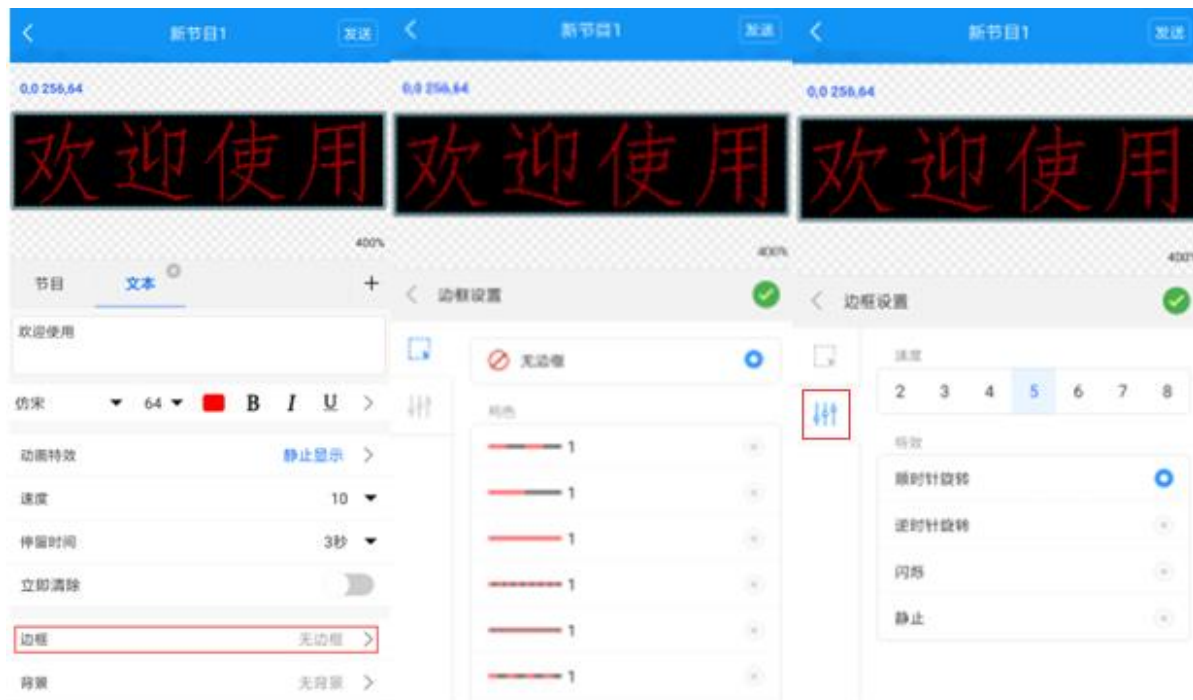 新节目1
发送
0,0 256,64
欢迎使用
400%
节目 文本 +
欢迎使用
仿宋 64 B I U
动画特效 静止显示
速度 10
停留时间 3秒
立即清除
边框 无边框
背景 无背景
新节目1
发送
0,0 256,64
欢迎使用
400%
边框设置
无边框
纯色
1
1
1
1
1
1
新节目1
发送
0,0 256,64
欢迎使用
400%
边框设置
速度
2 3 4 5 6 7 8
特效
顺时针旋转
逆时针旋转
闪烁
静止